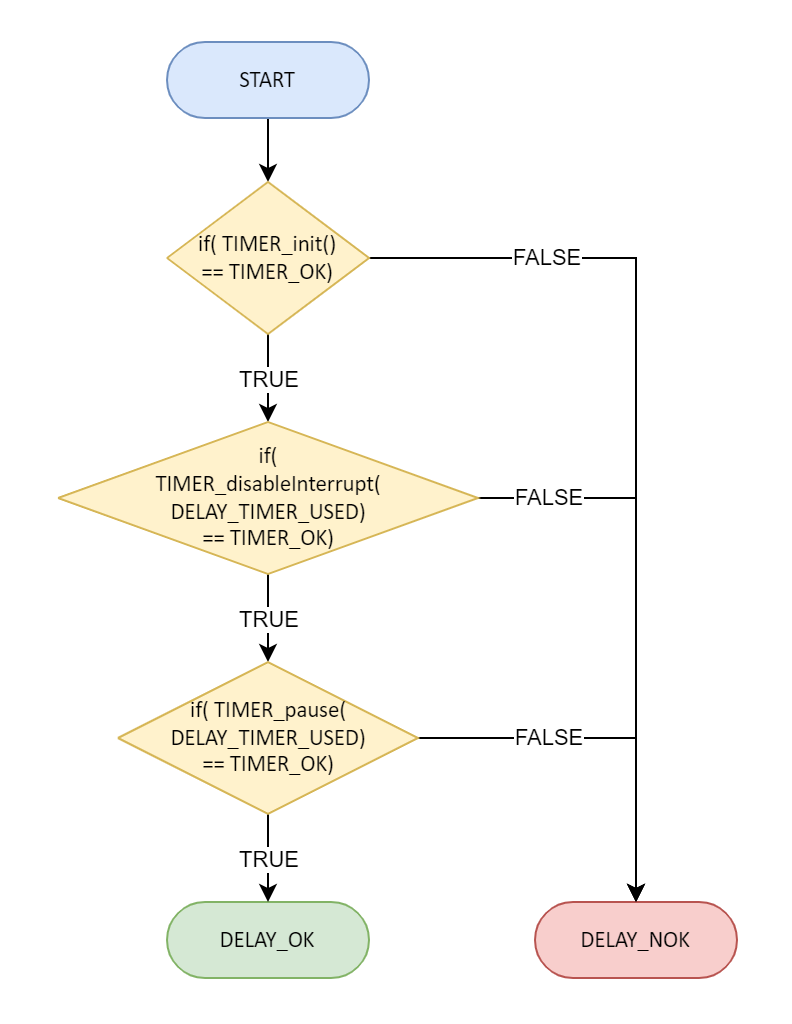 START
if( TIMER_init()
== TIMER_OK)
FALSE
TRUE
if(
TIMER_disableInterrupt(
DELAY_TIMER_USED)
== TIMER_OK)
FALSE
TRUE
if( TIMER_pause(
DELAY_TIMER_USED)
== TIMER_OK)
FALSE
TRUE
DELAY_OK
DELAY_NOK